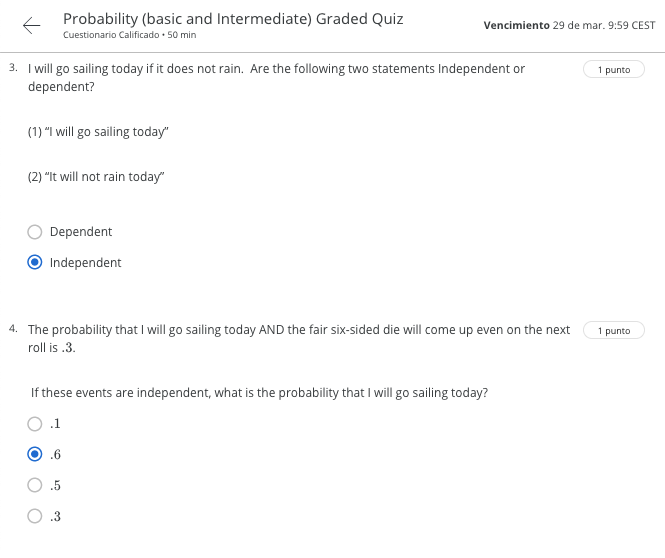 Probability (basic and Intermediate) Graded Quiz
Cuestionario Calificado • 50 min
Vencimiento 29 de mar. 9:59 CEST
3. I will go sailing today if it does not rain. Are the following two statements Independent or
dependent?
1 punto
(1) “I will go sailing today”
(2) “It will not rain today”
Dependent
Independent
4. The probability that I will go sailing today AND the fair six-sided die will come up even on the next
roll is .3.
1 punto
If these events are independent, what is the probability that I will go sailing today?
.1
.6
.5
.3